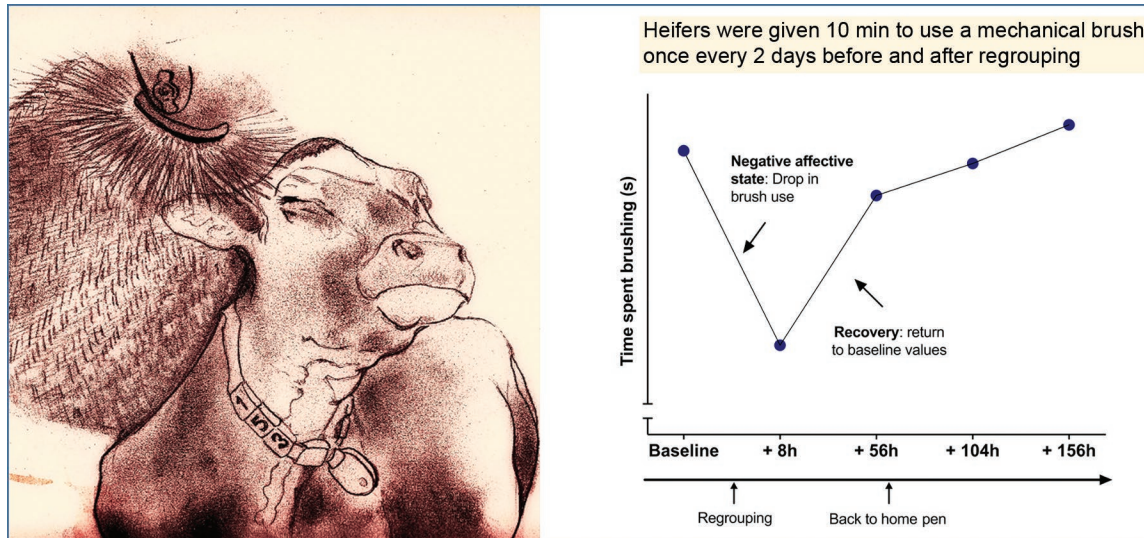 Heifers were given 10 min to use a mechanical brush
once every 2 days before and after regrouping
Time spent brushing (s)
Negative affective
state: Drop in
brush use
Recovery: return
to baseline values
Baseline
+ 8h
+ 56h
+ 104h
+ 156h
Regrouping
Back to home pen
153